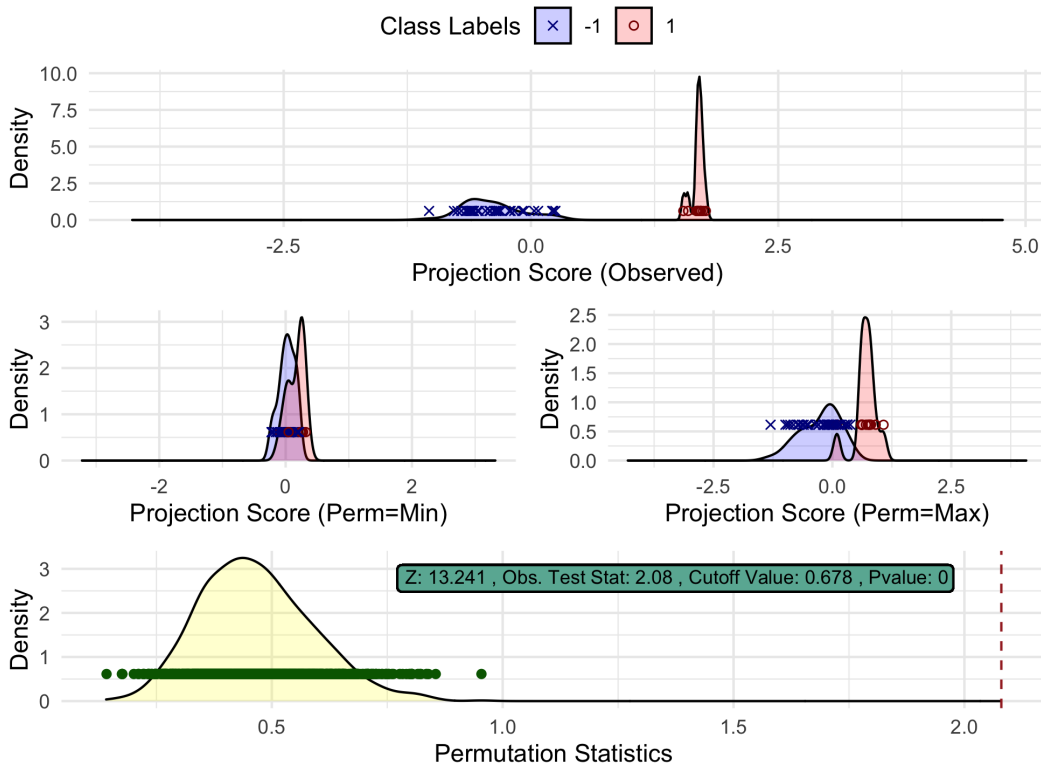 Class Labels -1 1
10.0
7.5
5.0
2.5
0.0
Density
-2.5 0.0 2.5 5.0
Projection Score (Observed)
3
2
1
0
Density
-2 0 2
Projection Score (Perm=Min)
2.5
2.0
1.5
1.0
0.5
0.0
Density
-2.5 0.0 2.5
Projection Score (Perm=Max)
3
2
1
0
Density
Z: 13.241 , Obs. Test Stat: 2.08 , Cutoff Value: 0.678 , Pvalue: 0
0.5 1.0 1.5 2.0
Permutation Statistics